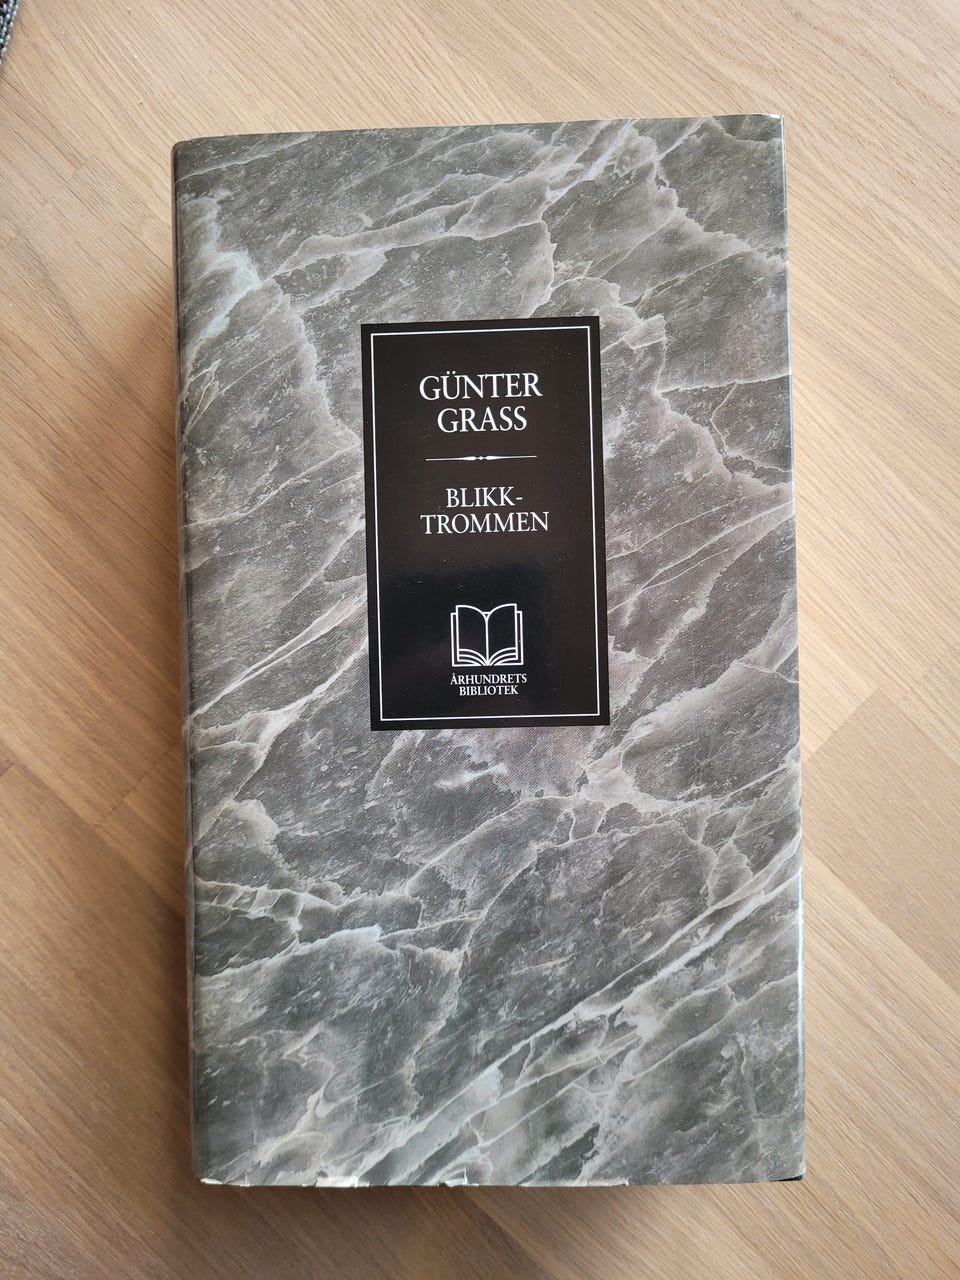 GÜNTER
GRASS
BLIKK-
TROMMEN
ÅRHUNDRETS
BIBLIOTEK